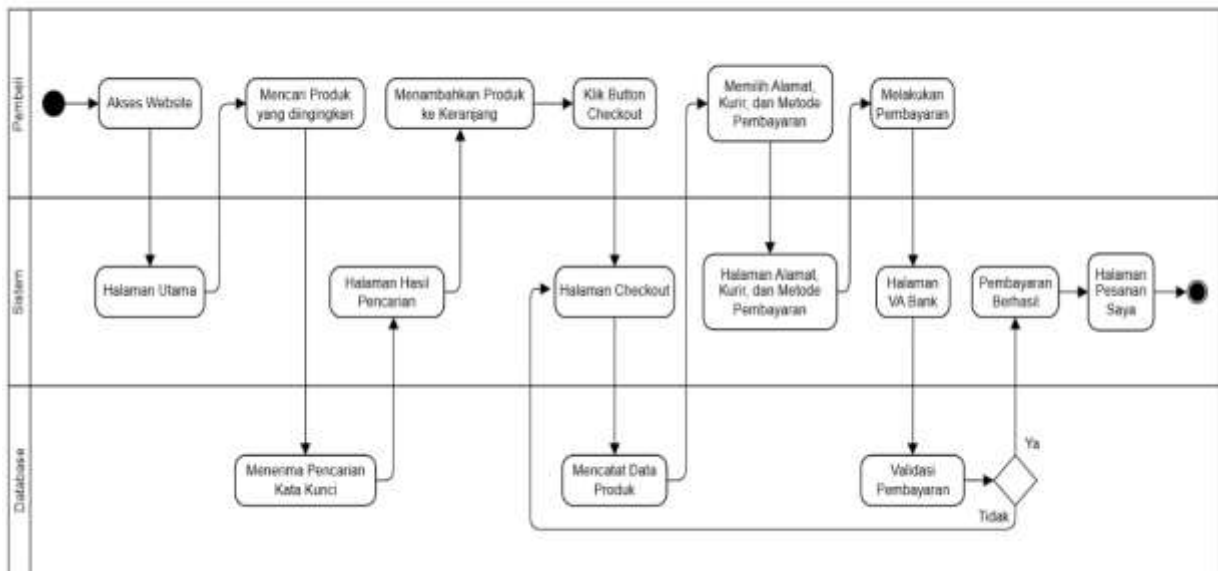 Pembeli
Akses Website
Mencari Produk
yang diingingkan
Menambahkan Produk
ke Keranjang
Klik Button
Checkout
Memilih Alamat,
Kurir, dan Metode
Pembayaran
Melakukan
Pembayaran
Sistem
Halaman Utama
Halaman Hasil
Pencarian
Halaman Checkout
Halaman Alamat,
Kurir, dan Metode
Pembayaran
Halaman
VA Bank
Pembayaran
Berhasil
Halaman
Pesanan
Saya
Database
Menerima Pencarian
Kata Kunci
Mencatat Data
Produk
Validasi
Pembayaran
Ya
Tidak